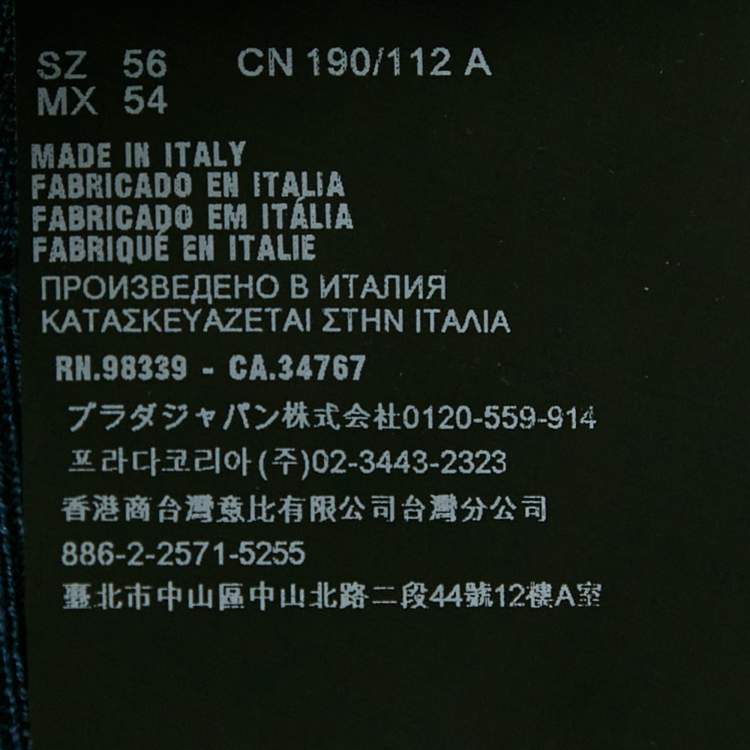 SZ 56 CN 190/112 A
MX 54
MADE IN ITALY
FABRICADO EN ITALIA
FABRICADO EM ITÁLIA
FABRIQUÉ EN ITALIE
ПРОИЗВЕДЕНО В ИТАЛИЯ
ΚΑΤΑΣΚΕΥΑΖΕΤΑΙ ΣΤΗΝ ΙΤΑΛΙΑ
RN.98339 - CA.34767
プラダジャパン株式会社0120-559-914
프라다코리아(주)02-3443-2323
香港商台灣意比有限公司台灣分公司
886-2-2571-5255
臺北市中山區中山北路二段44號12樓A室